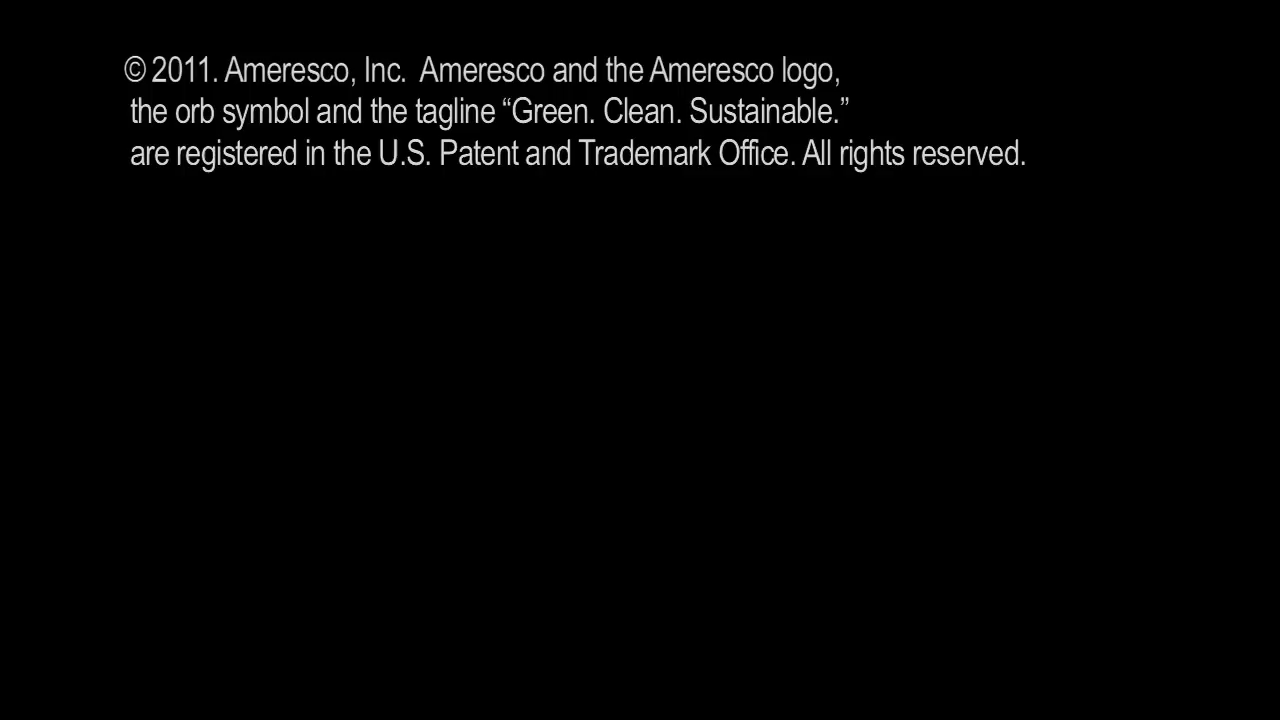 © 2011. Ameresco, Inc.  Ameresco and the Ameresco logo,
the orb symbol and the tagline “Green. Clean. Sustainable.”
are registered in the U.S. Patent and Trademark Office. All rights reserved.